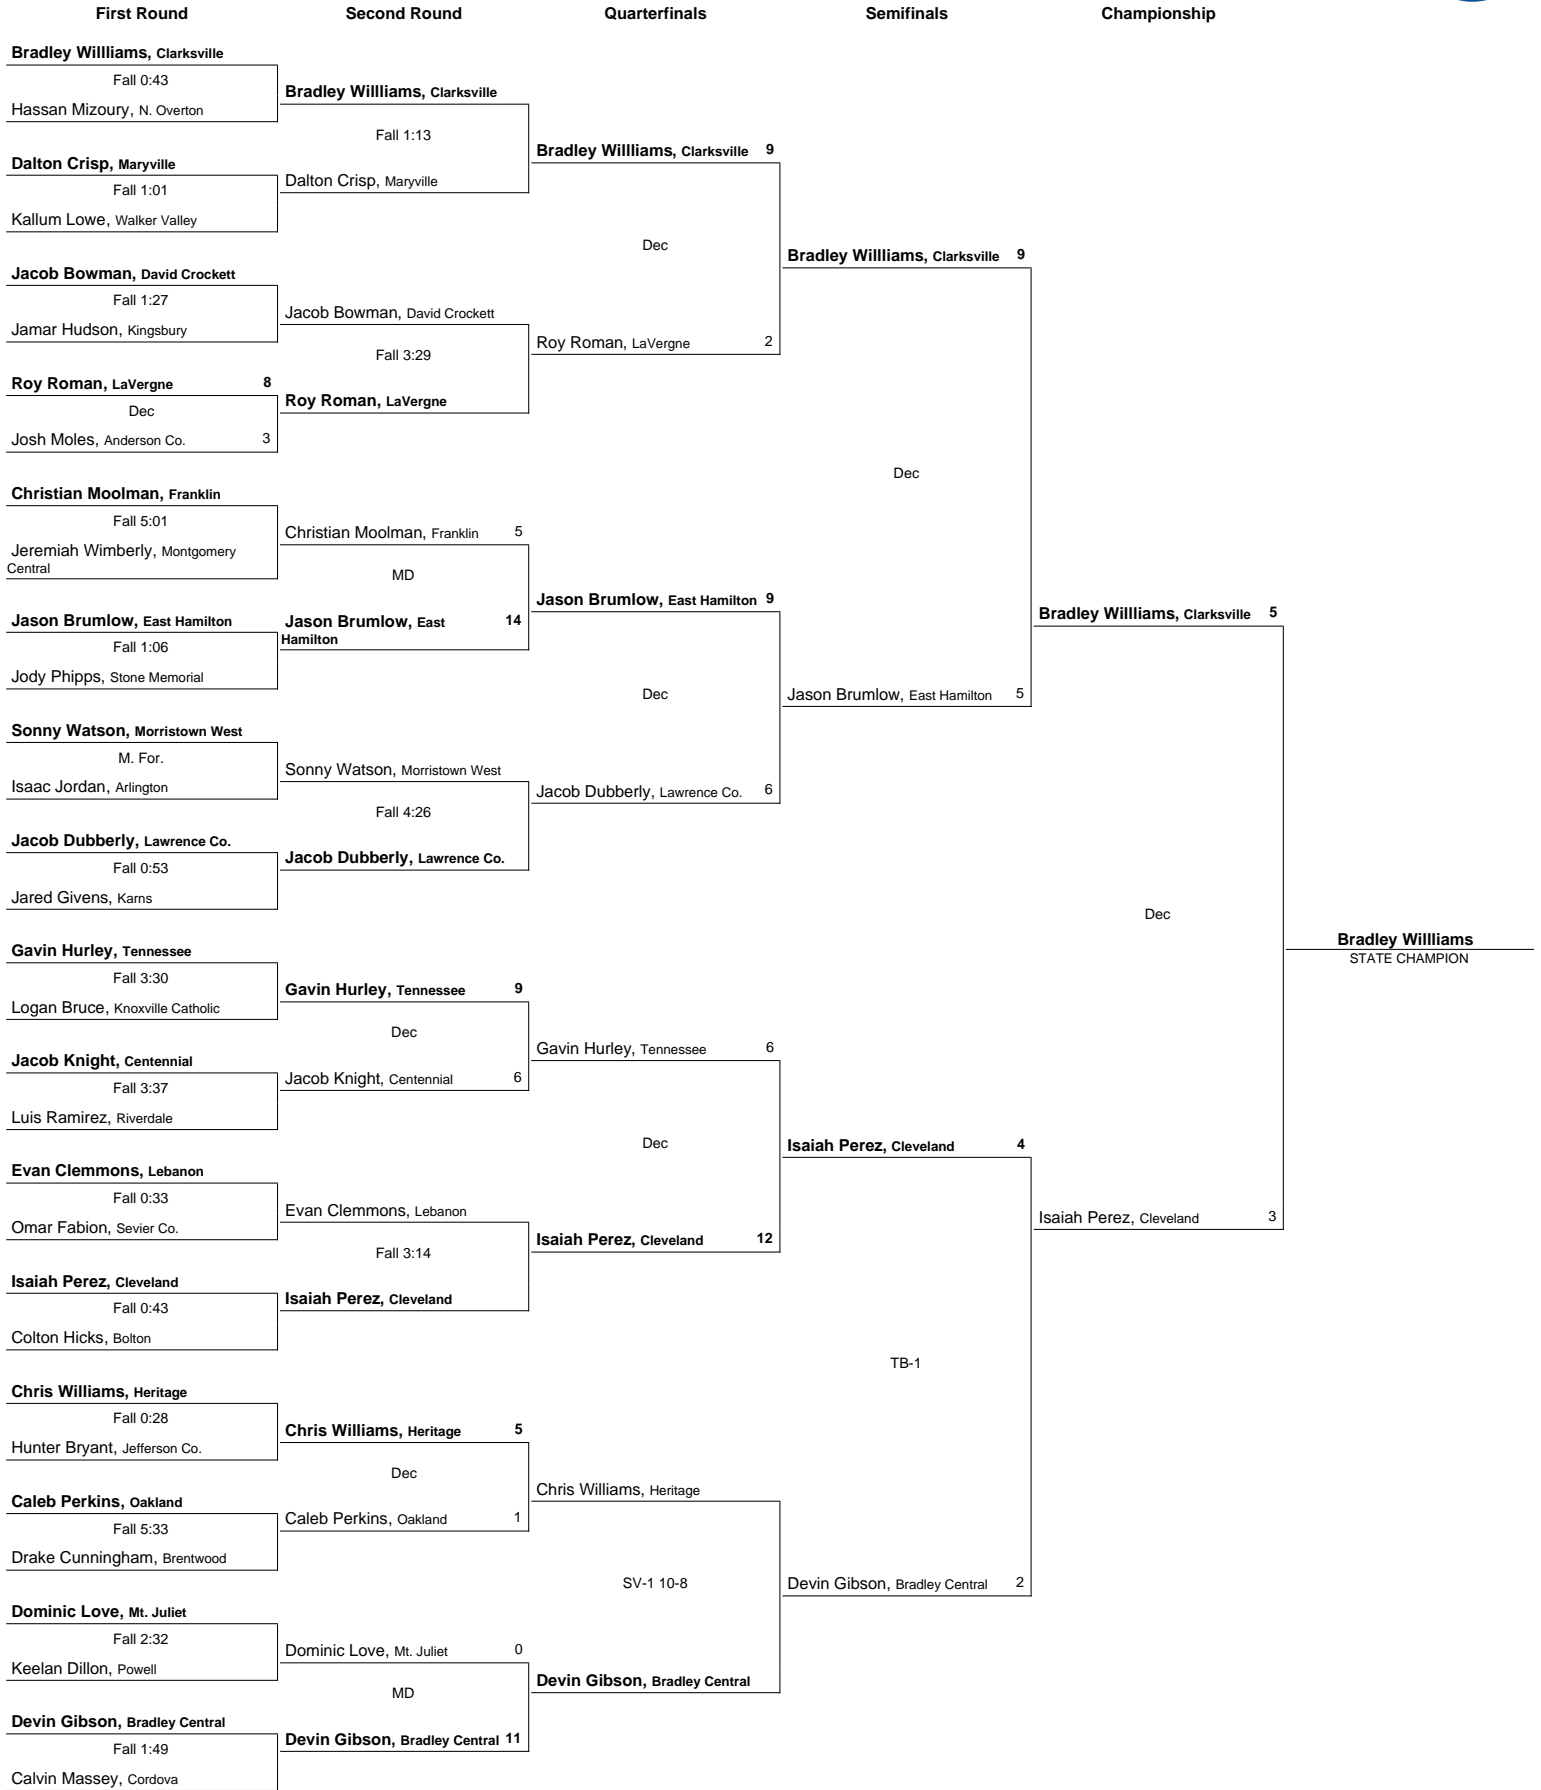 First Round
Second Round
Quarterfinals
Semifinals
Championship
Bradley Willliams, Clarksville
Fall 0:43
Hassan Mizoury, N. Overton
Dalton Crisp, Maryville
Fall 1:01
Kallum Lowe, Walker Valley
Jacob Bowman, David Crockett
Fall 1:27
Jamar Hudson, Kingsbury
Roy Roman, LaVergne 8
Dec
Josh Moles, Anderson Co. 3
Christian Moolman, Franklin
Fall 5:01
Jeremiah Wimberly, Montgomery
Central
Jason Brumlow, East Hamilton
Fall 1:06
Jody Phipps, Stone Memorial
Sonny Watson, Morristown West
M. For.
Isaac Jordan, Arlington
Jacob Dubberly, Lawrence Co.
Fall 0:53
Jared Givens, Karns
Gavin Hurley, Tennessee
Fall 3:30
Logan Bruce, Knoxville Catholic
Jacob Knight, Centennial
Fall 3:37
Luis Ramirez, Riverdale
Evan Clemmons, Lebanon
Fall 0:33
Omar Fabion, Sevier Co.
Isaiah Perez, Cleveland
Fall 0:43
Colton Hicks, Bolton
Chris Williams, Heritage
Fall 0:28
Hunter Bryant, Jefferson Co.
Caleb Perkins, Oakland
Fall 5:33
Drake Cunningham, Brentwood
Dominic Love, Mt. Juliet
Fall 2:32
Keelan Dillon, Powell
Devin Gibson, Bradley Central
Fall 1:49
Calvin Massey, Cordova
Bradley Willliams, Clarksville
Fall 1:13
Dalton Crisp, Maryville
Jacob Bowman, David Crockett
Fall 3:29
Roy Roman, LaVergne
Christian Moolman, Franklin 5
MD
Jason Brumlow, East 14
Hamilton
Sonny Watson, Morristown West
Fall 4:26
Jacob Dubberly, Lawrence Co.
Gavin Hurley, Tennessee 9
Dec
Jacob Knight, Centennial 6
Evan Clemmons, Lebanon
Fall 3:14
Isaiah Perez, Cleveland
Chris Williams, Heritage 5
Dec
Caleb Perkins, Oakland 1
Dominic Love, Mt. Juliet 0
MD
Devin Gibson, Bradley Central 11
Bradley Willliams, Clarksville 9
Dec
Roy Roman, LaVergne 2
Jason Brumlow, East Hamilton 9
Dec
Jacob Dubberly, Lawrence Co. 6
Gavin Hurley, Tennessee 6
Dec
Isaiah Perez, Cleveland 12
Chris Williams, Heritage
SV-1 10-8
Devin Gibson, Bradley Central
Bradley Willliams, Clarksville 9
Dec
Jason Brumlow, East Hamilton 5
Isaiah Perez, Cleveland 4
TB-1
Devin Gibson, Bradley Central 2
Bradley Willliams, Clarksville 5
Dec
Isaiah Perez, Cleveland 3
Bradley Willliams
STATE CHAMPION